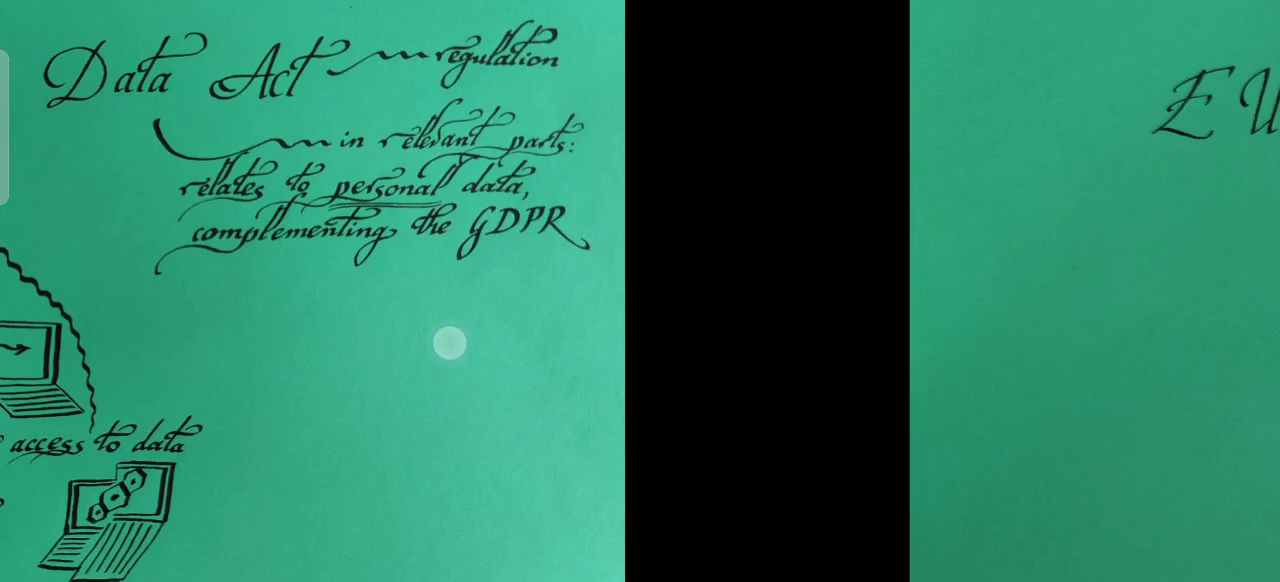 Data Act regulation
in relevant parts:
relates to personal data,
complementing the GDPR
access to data
EU